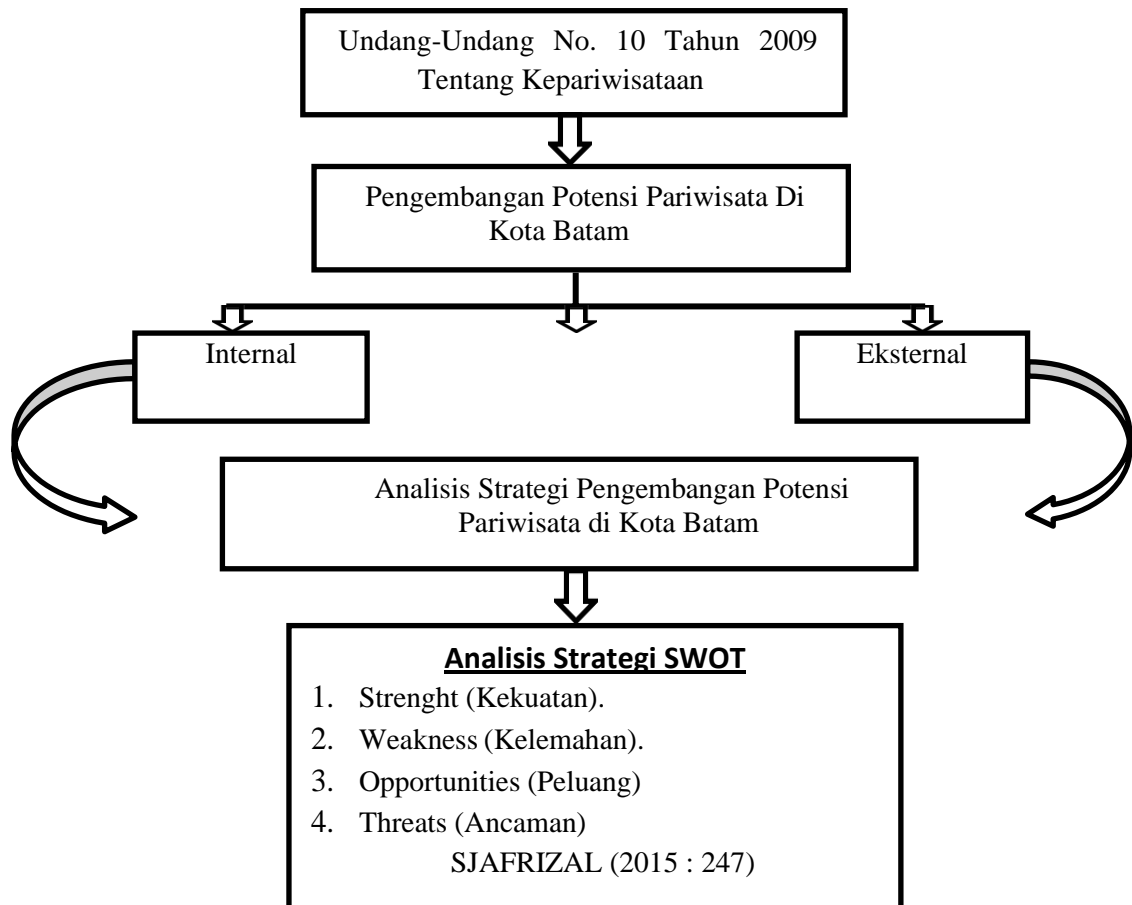 Undang-Undang No. 10 Tahun 2009
Tentang Kepariwisataan
Pengembangan Potensi Pariwisata Di
Kota Batam
Internal
Eksternal
Analisis Strategi Pengembangan Potensi
Pariwisata di Kota Batam
Analisis Strategi SWOT
1. Strenght (Kekuatan).
2. Weakness (Kelemahan).
3. Opportunities (Peluang)
4. Threats (Ancaman)
SJAFRIZAL (2015 : 247)